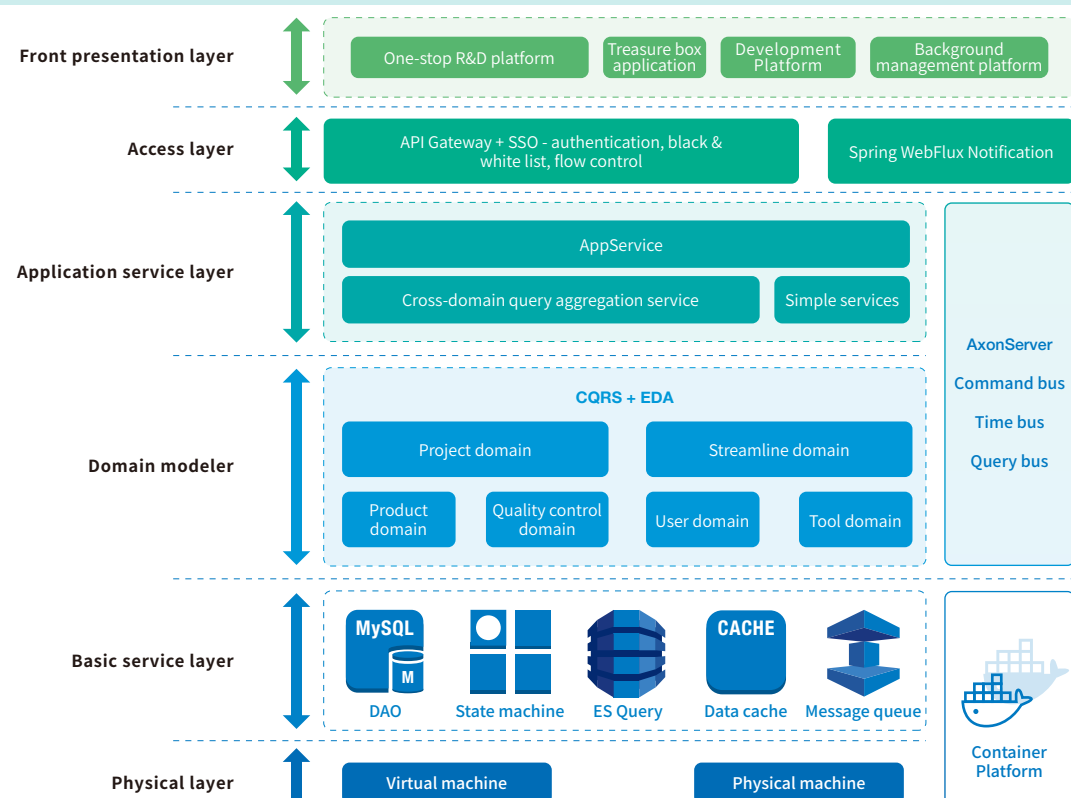 Front presentation layer
One-stop R&D platform
Treasure box
application
Development
Platform
Background
management platform
Access layer
API Gateway + SSO - authentication, black &
white list, flow control
Spring WebFlux Notification
Application service layer
AppService
Cross-domain query aggregation service
Simple services
AxonServer
Command bus
Time bus
Query bus
Domain modeler
CQRS + EDA
Project domain
Streamline domain
Product
domain
Quality control
domain
User domain
Tool domain
Basic service layer
MySQL
M
CACHE
DAO
State machine
ES Query
Data cache
Message queue
Container
Platform
Physical layer
Virtual machine
Physical machine